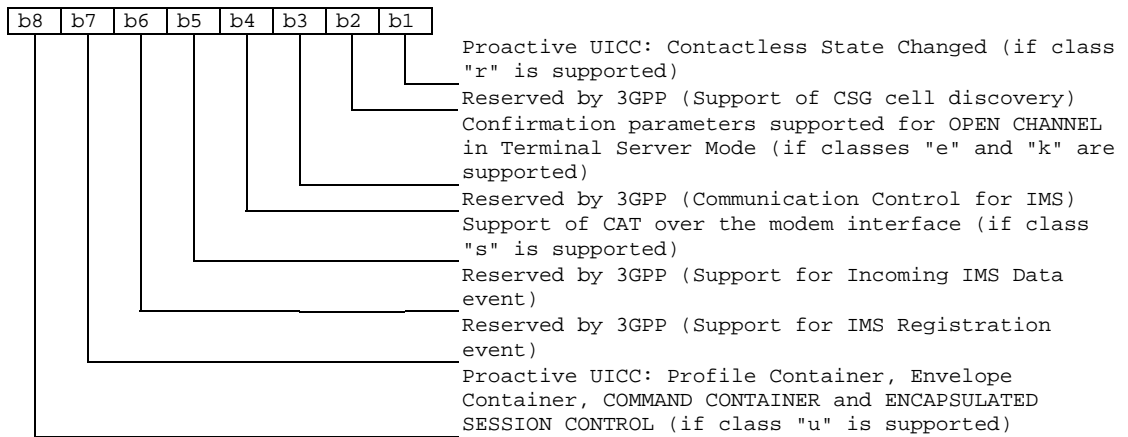 b8 b7 b6 b5 b4 b3 b2 b1
Proactive UICC: Contactless State Changed (if class
"r" is supported)
Reserved by 3GPP (Support of CSG cell discovery)
Confirmation parameters supported for OPEN CHANNEL
in Terminal Server Mode (if classes "e" and "k" are
supported)
Reserved by 3GPP (Communication Control for IMS)
Support of CAT over the modem interface (if class
"s" is supported)
Reserved by 3GPP (Support for Incoming IMS Data
event)
Reserved by 3GPP (Support for IMS Registration
event)
Proactive UICC: Profile Container, Envelope
Container, COMMAND CONTAINER and ENCAPSULATED
SESSION CONTROL (if class "u" is supported)